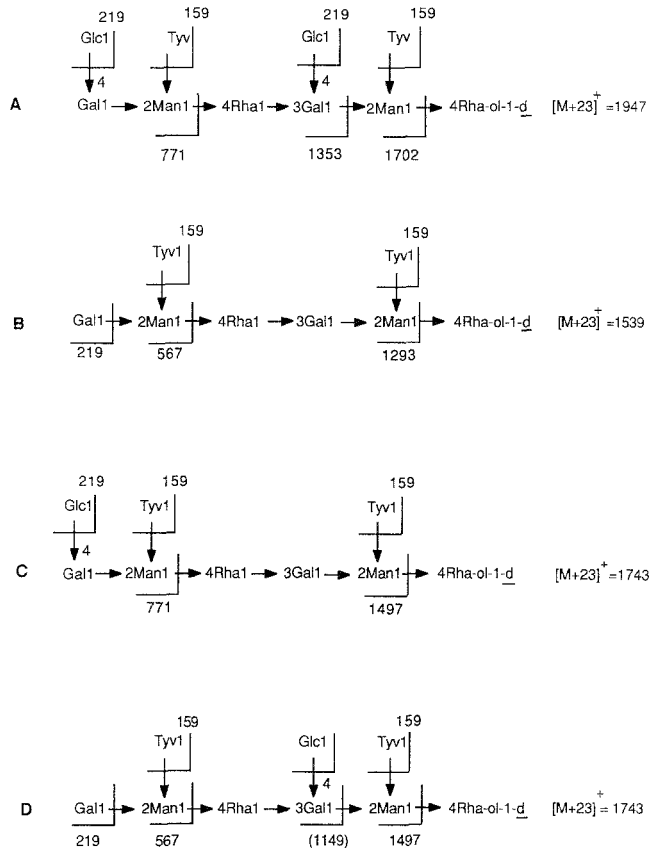 219 159 219 159
Glc1 Tyv Glc1 Tyv
4 4
A Gal1 2Man1 4Rha1 3Gal1 2Man1 4Rha-ol-1-d [M+23]+ =1947
771 1353 1702
159 159
Tyv1 Tyv1
B Gal1 2Man1 4Rha1 3Gal1 2Man1 4Rha-ol-1-d [M+23]+ =1539
219 567 1293
219 159 159
Glc1 Tyv1 Tyv1
4
C Gal1 2Man1 4Rha1 3Gal1 2Man1 4Rha-ol-1-d [M+23]+ =1743
771 1497
159 159
Tyv1 Glc1 Tyv1
4
D Gal1 2Man1 4Rha1 3Gal1 2Man1 4Rha-ol-1-d [M+23]+ = 1743
219 567 (1149) 1497